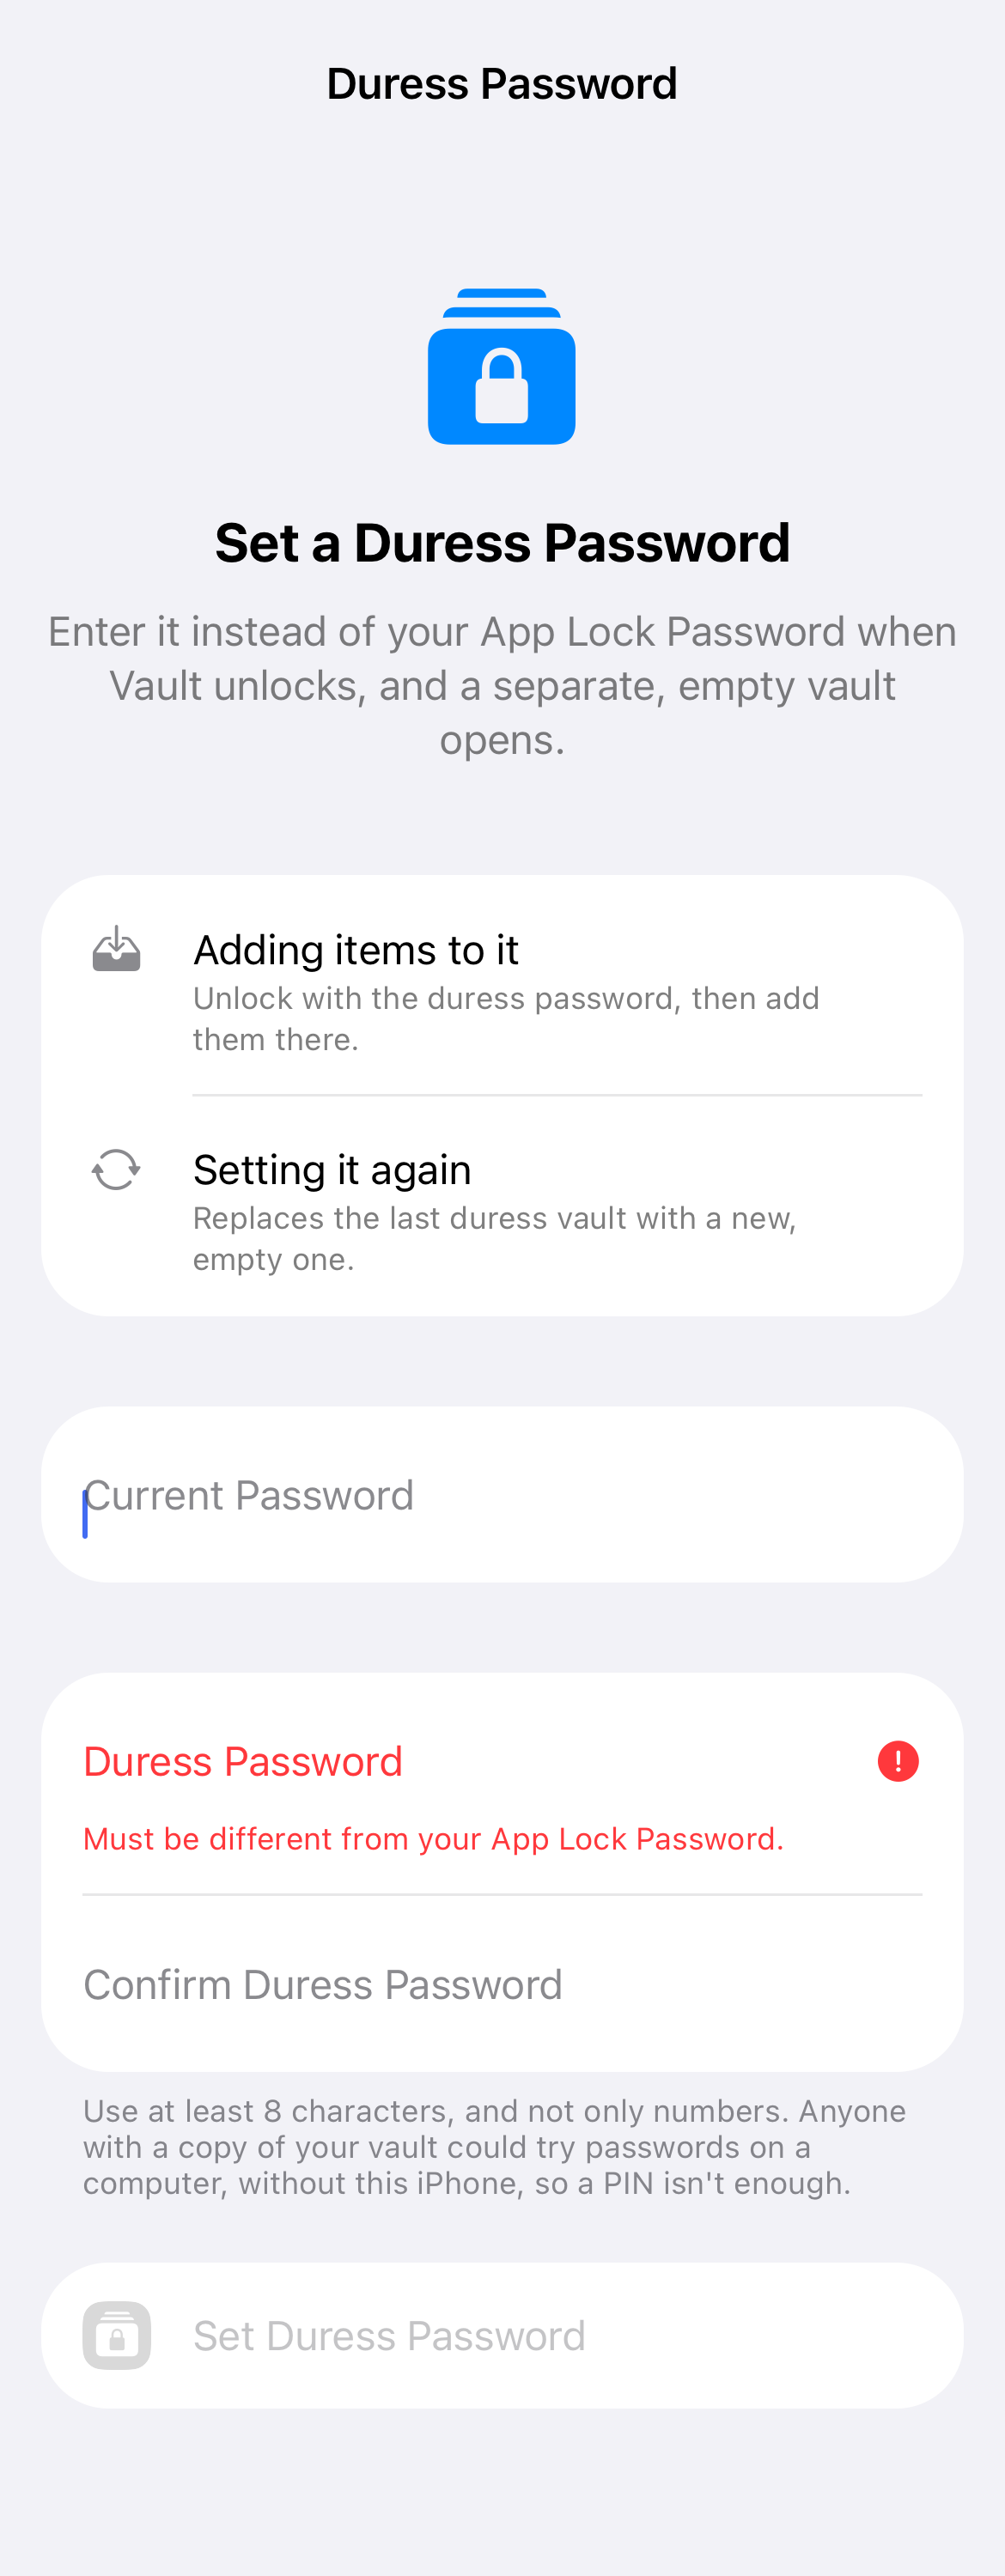 Duress Password
Set a Duress Password
Enter it instead of your App Lock Password when
Vault unlocks, and a separate, empty vault
opens.
Adding items to it
Unlock with the duress password, then add
them there.
Setting it again
Replaces the last duress vault with a new,
empty one.
Current Password
Duress Password
Must be different from your App Lock Password.
Confirm Duress Password
Use at least 8 characters, and not only numbers. Anyone
with a copy of your vault could try passwords on a
computer, without this iPhone, so a PIN isn't enough.
Set Duress Password